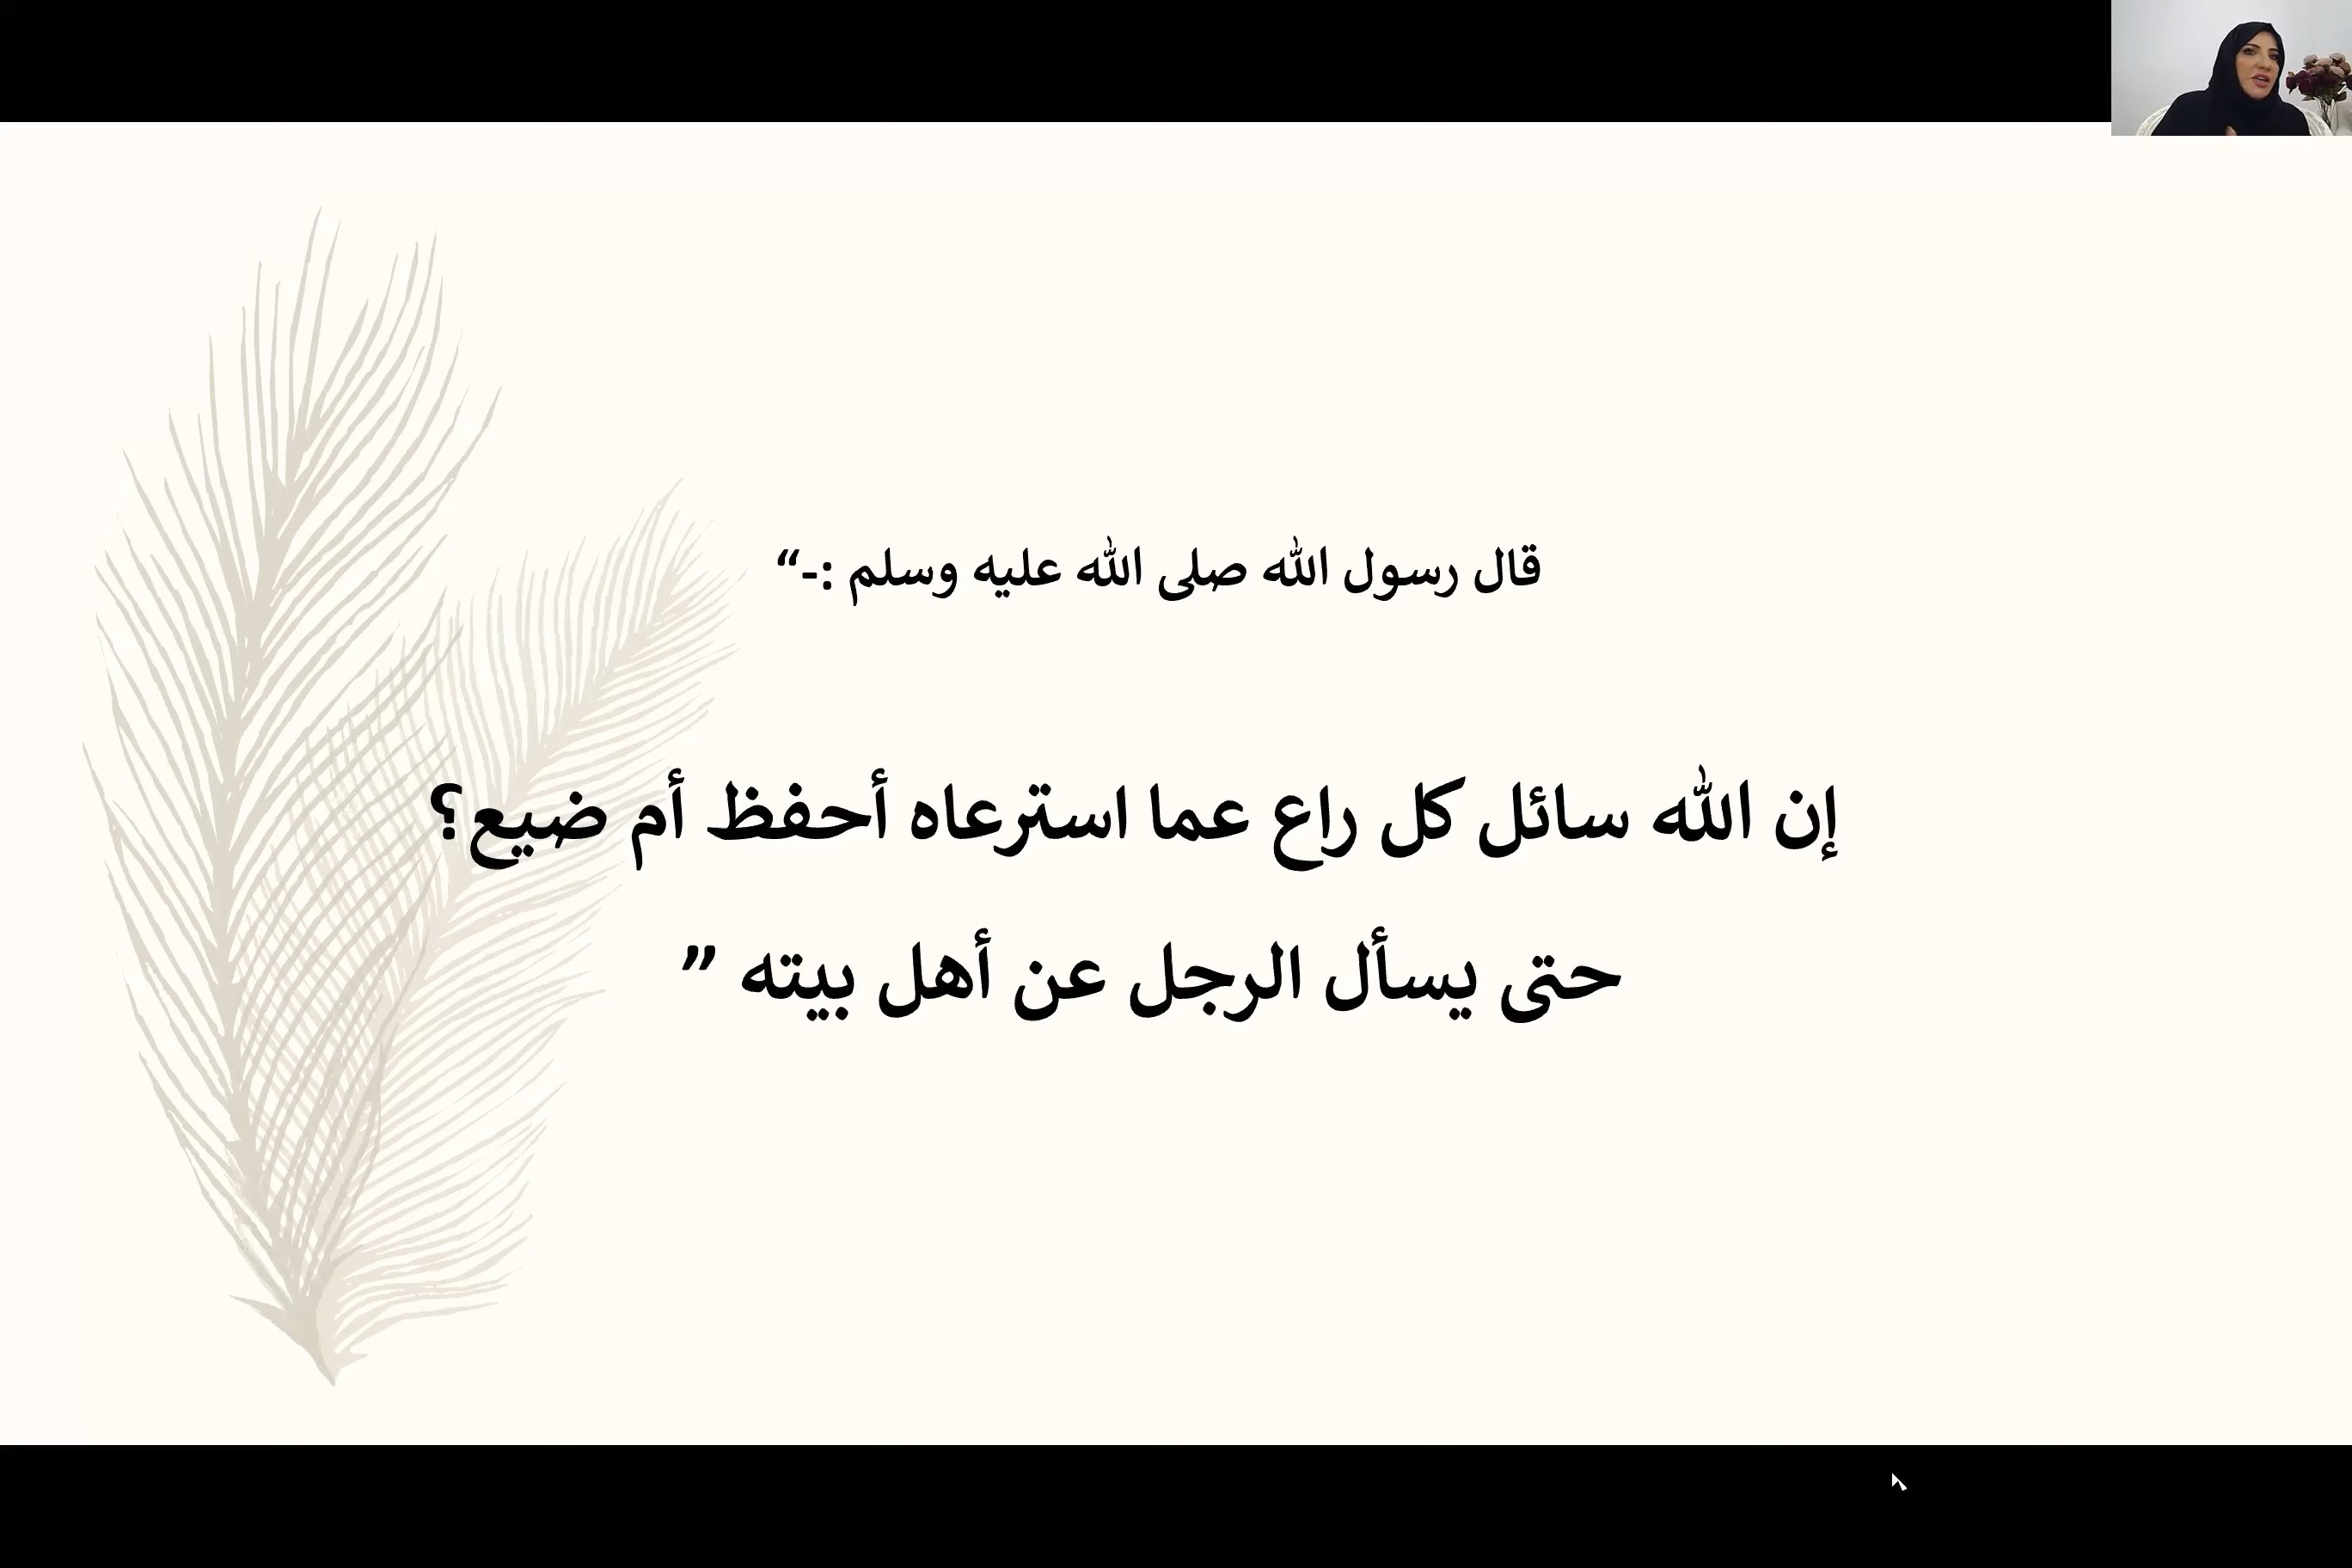 قال رسول الله صلى الله عليه وسلم :-“
إن الله سائل كل راع عما استرعاه أحفظ أم ضيع؟
حتى يسأل الرجل عن أهل بيته ”